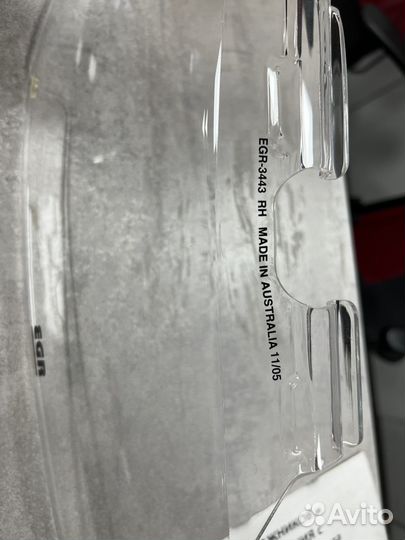 EGR-3443 RH MADE IN AUSTRALIA 11/05
EGR
Avito